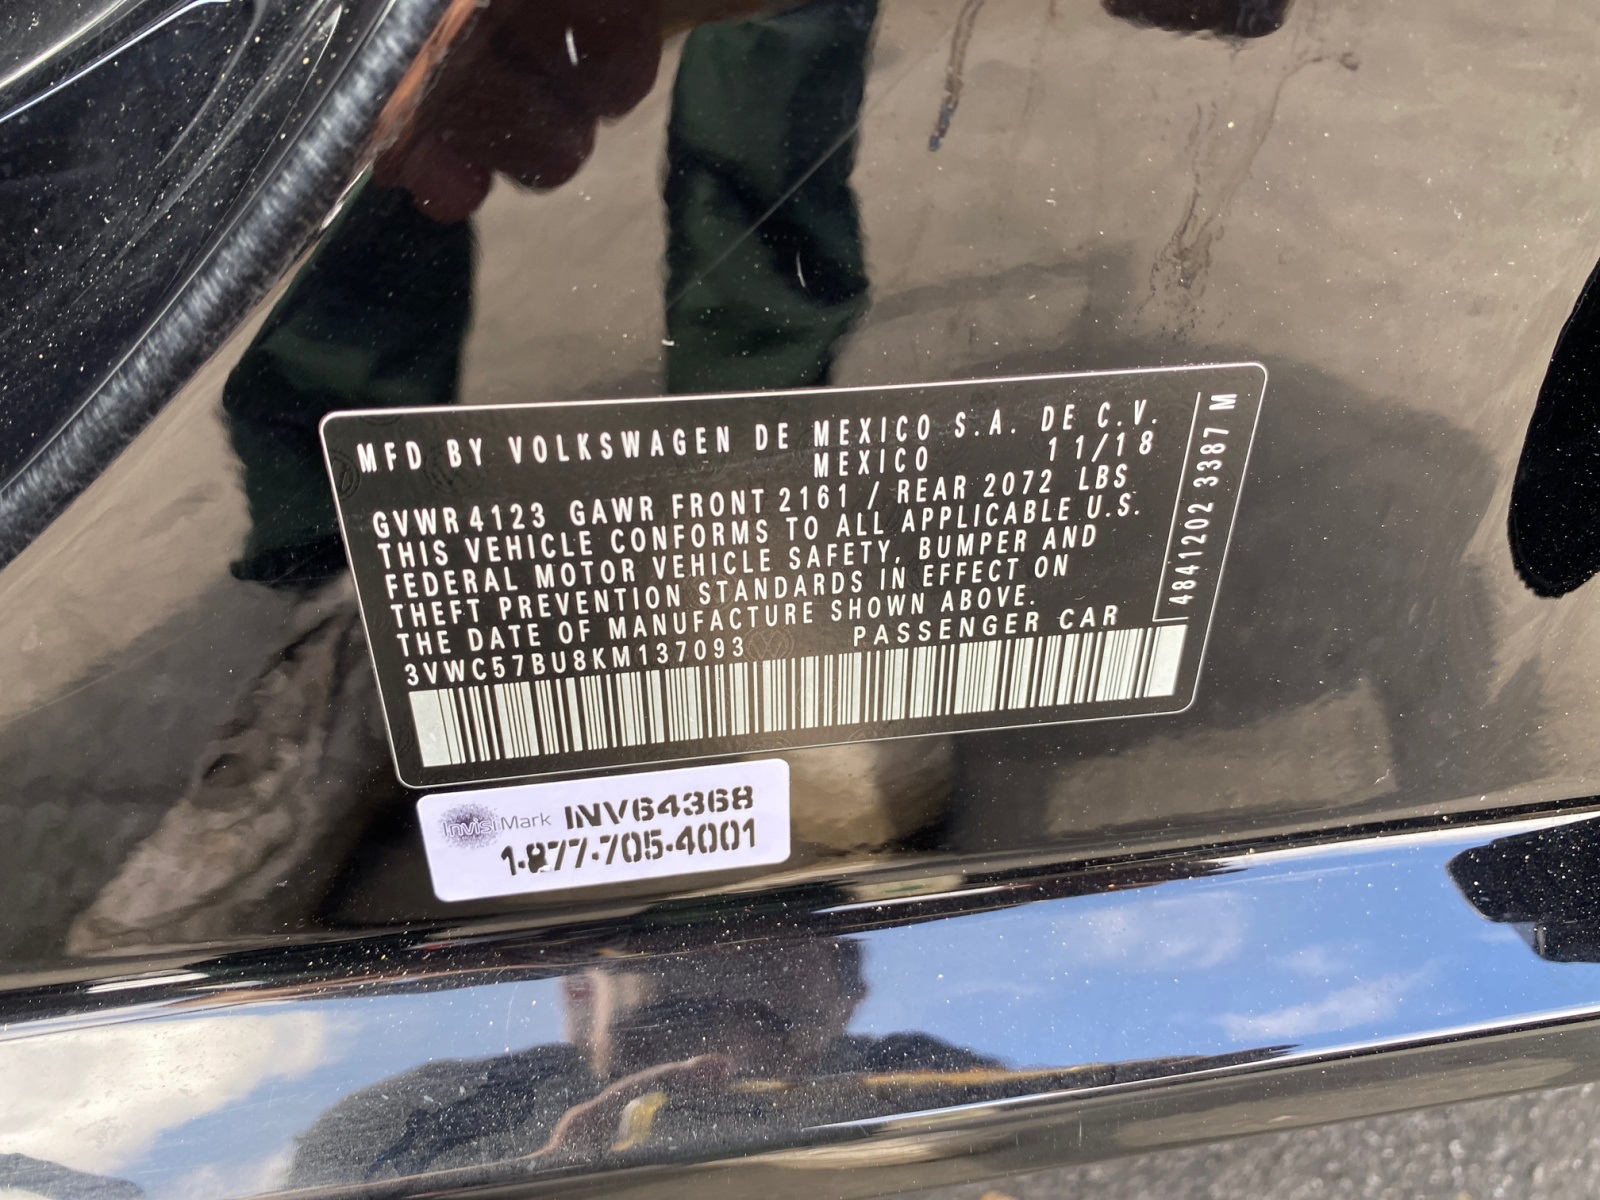 MFD BY VOLKSWAGEN DE MEXICO S.A. DE C.V.
MEXICO 11/18
GVWR 4123 GAWR FRONT 2161 / REAR 2072 LBS
THIS VEHICLE CONFORMS TO ALL APPLICABLE U.S.
FEDERAL MOTOR VEHICLE SAFETY, BUMPER AND
THEFT PREVENTION STANDARDS IN EFFECT ON
THE DATE OF MANUFACTURE SHOWN ABOVE.
3VWC57BU8KM137093 PASSENGER CAR
4841202 3387 M
InvisiMark INV64368
1-877-705-4001